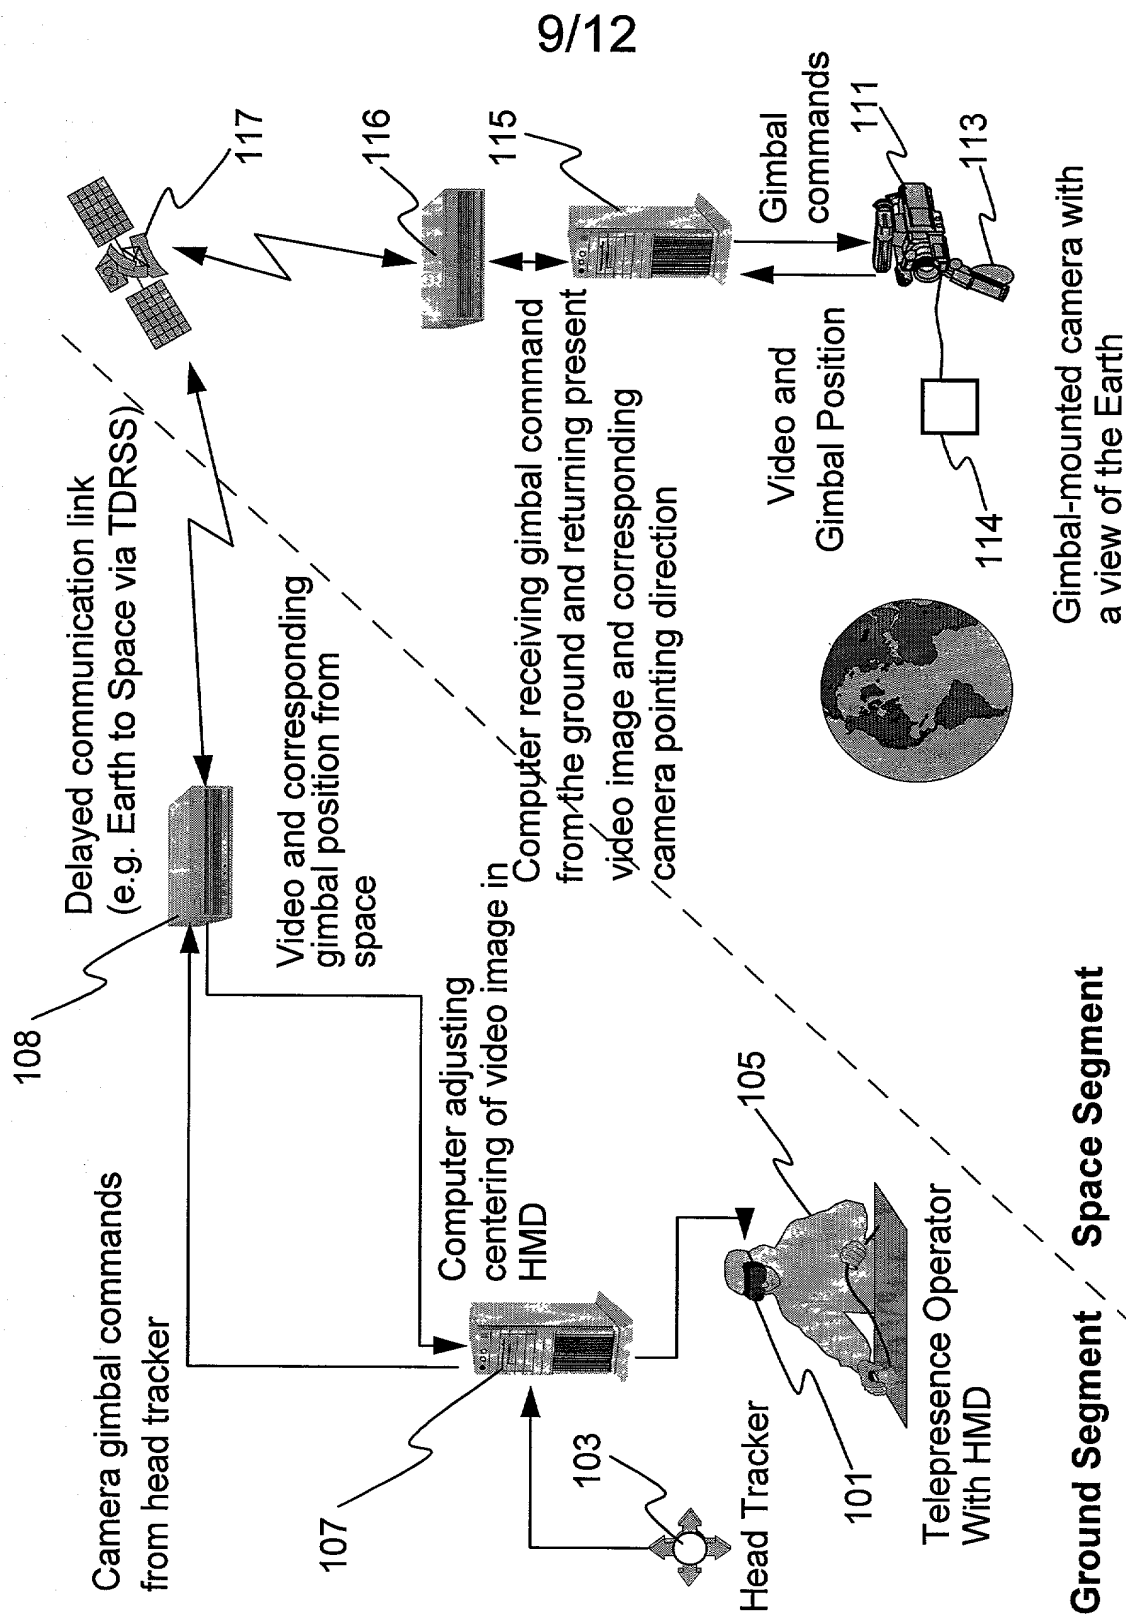 9/12
Camera gimbal commands
from head tracker
108
Delayed communication link
(e.g. Earth to Space via TDRSS)
117
Video and corresponding
gimbal position from
space
116
107
Computer adjusting
centering of video image in
HMD
Computer receiving gimbal command
from the ground and returning present
video image and corresponding
camera pointing direction
115
103
Head Tracker
101
105
Telepresence Operator
With HMD
Video and
Gimbal Position
Gimbal
commands
111
113
114
Gimbal-mounted camera with
a view of the Earth
Ground Segment
Space Segment